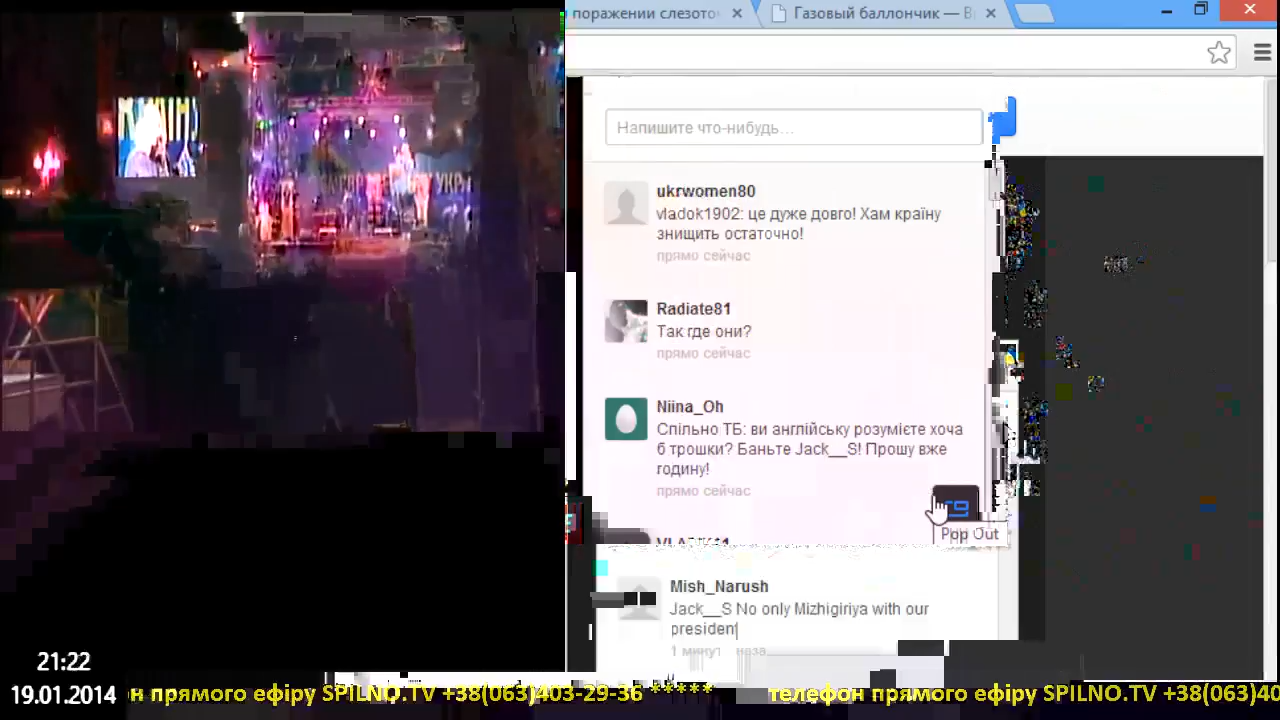 поражении слезото
Газовый баллончик — В
Напишите что-нибудь...
ukrwomen80
vladok1902: це дуже довго! Хам країну
знищить остаточно!
прямо сейчас
Radiate81
Так где они?
прямо сейчас
Niina_Oh
Спільно ТБ: ви англійську розумієте хоча
б трошки? Баньте Jack__S! Прошу вже
годину!
прямо сейчас
Pop Out
Mish_Narush
Jack__S No only Mizhigiriya with our
president
1 минут
21:22
19.01.2014
н прямого ефіру SPILNO.TV +38(063)403-29-36 *****
телефон прямого ефіру SPILNO.TV +38(063)40